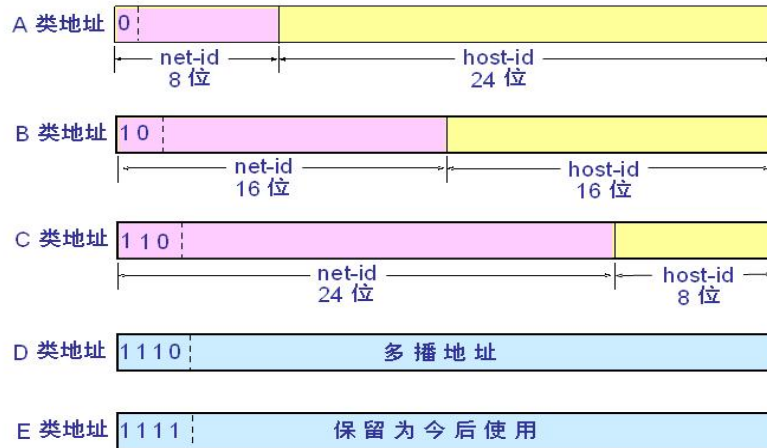 A 类地址 0
net-id host-id
8 位 24 位
B 类地址 1 0
net-id host-id
16 位 16 位
C 类地址 1 1 0
net-id host-id
24 位 8 位
D 类地址 1 1 1 0 多 播 地 址
E 类地址 1 1 1 1 保 留 为 今 后 使 用